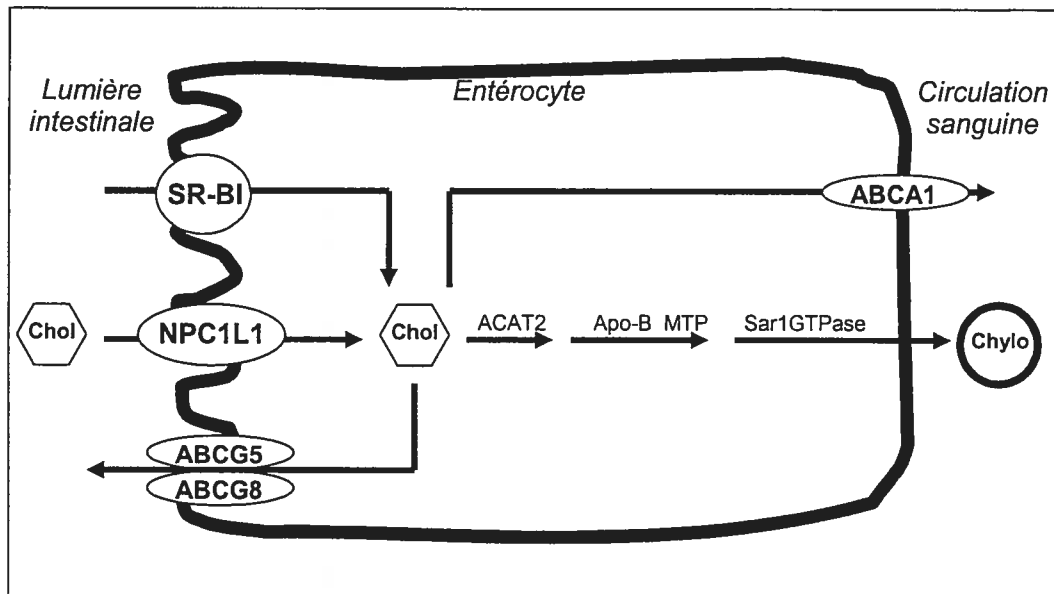 Lumière
intestinale
Entérocyte
Circulation
sanguine
SR-BI
ABCA1
Chol
NPC1L1
Chol
ACAT2
Apo-B MTP
Sar1GTPase
Chylo
ABCG5
ABCG8